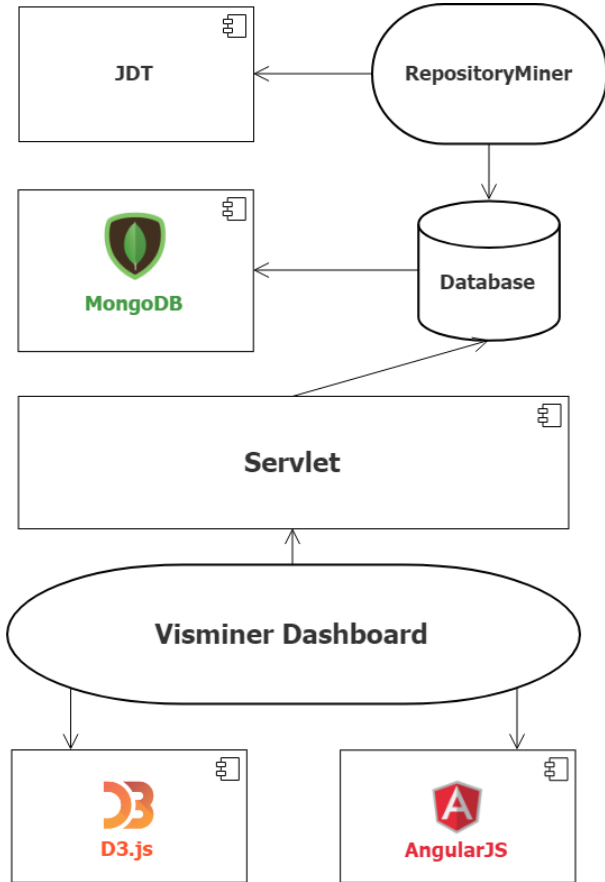 JDT
RepositoryMiner
MongoDB
Database
Servlet
Visminer Dashboard
D3.js
AngularJS